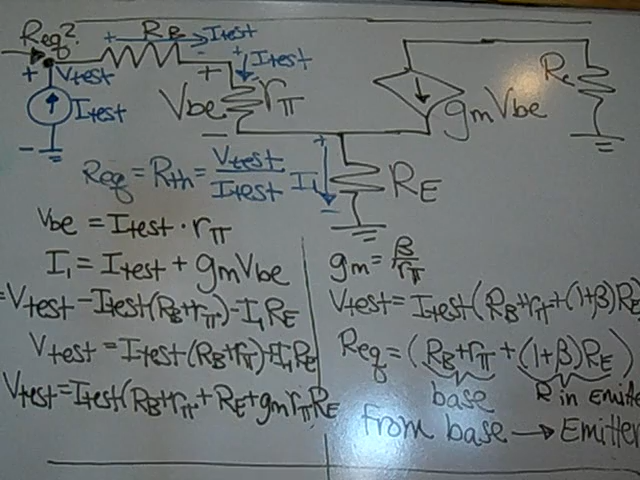 Req?
+ RB → Itest
-
+ Itest
+ Vtest
Itest
-
+
Vbe
rπ
-
gmVbe
Rc
Req = Rth = Vtest / Itest
+
I1
-
RE
Vbe = Itest · rπ
I1 = Itest + gmVbe
=Vtest - Itest(RB+rπ) - I1RE
Vtest = Itest(RB+rπ)+I1RE
Vtest = Itest(RB+rπ+RE+gmrπRE
gm = β / rπ
Vtest = Itest(RB+rπ+(1+β)RE
Req = (RB+rπ+(1+β)RE)
base
R in Emitte
from base → Emitter